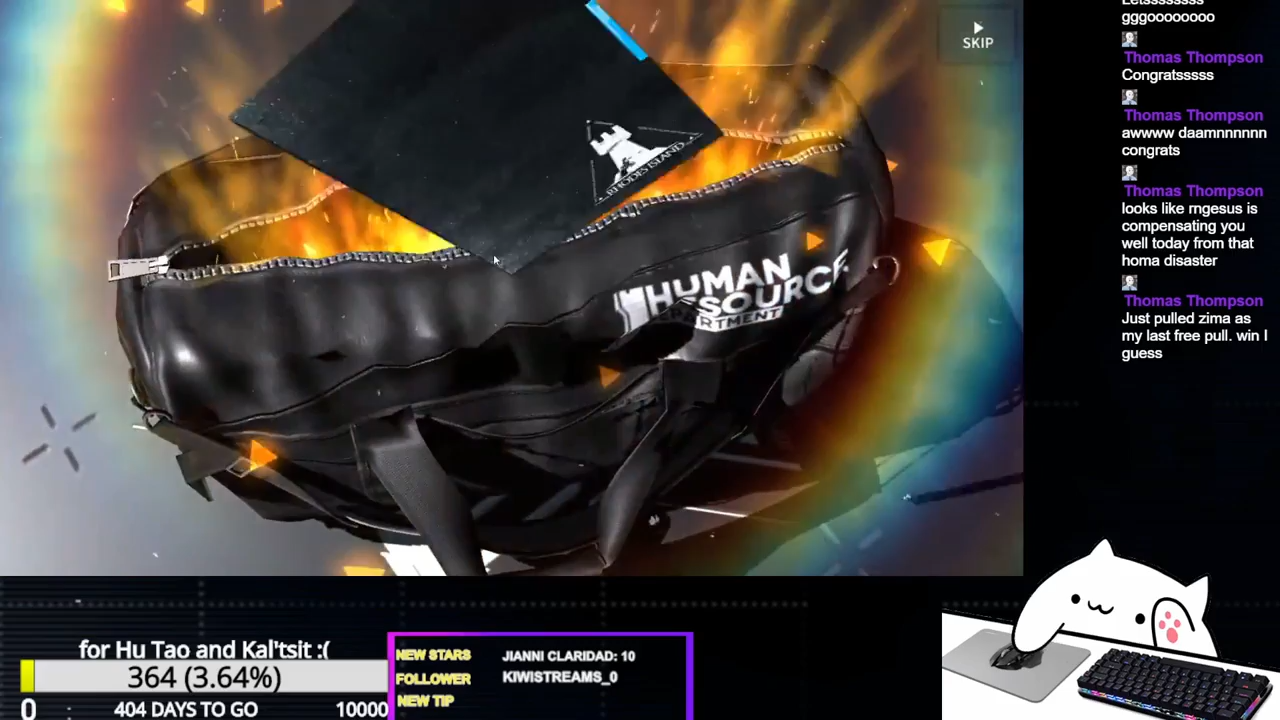 SKIP
RHODES ISLAND
HUMAN
RESOURCE
DEPARTMENT
Letsssssss
gggoooooooo
Thomas Thompson
Congratsssss
Thomas Thompson
awwww daamnnnnnn
congrats
Thomas Thompson
looks like rngesus is
compensating you
well today from that
homa disaster
Thomas Thompson
Just pulled zima as
my last free pull. win I
guess
for Hu Tao and Kal'tsit :(
364 (3.64%)
0 404 DAYS TO GO 10000
NEW STARS JIANNI CLARIDAD: 10
FOLLOWER KIWISTREAMS_0
NEW TIP